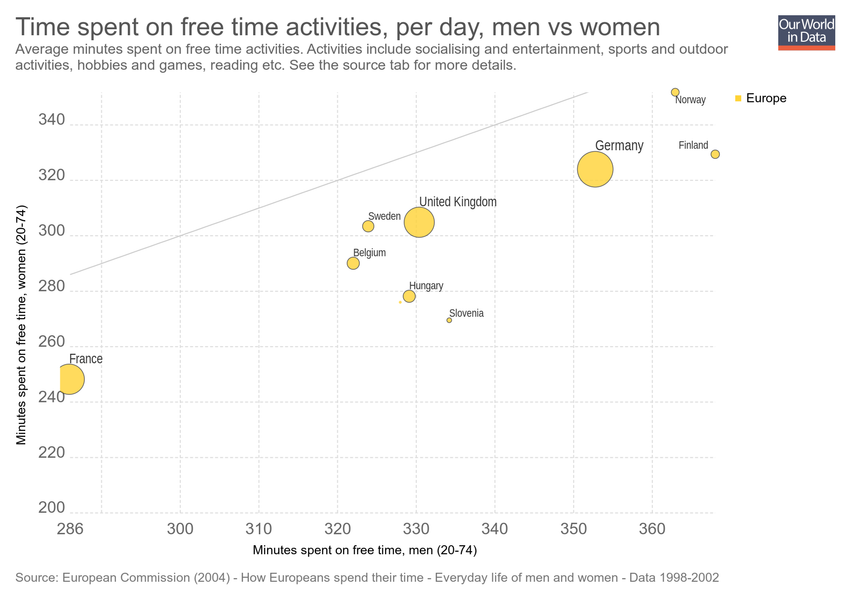 Time spent on free time activities, per day, men vs women
Our World
in Data
Average minutes spent on free time activities. Activities include socialising and entertainment, sports and outdoor
activities, hobbies and games, reading etc. See the source tab for more details.
Europe
Norway
340
Germany
Finland
320
United Kingdom
Sweden
300
Belgium
280
Hungary
Slovenia
260
France
240
220
200
Minutes spent on free time, women (20-74)
286 300 310 320 330 340 350 360
Minutes spent on free time, men (20-74)
Source: European Commission (2004) - How Europeans spend their time - Everyday life of men and women - Data 1998-2002